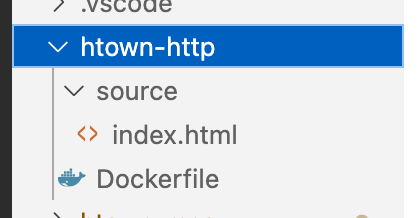 .vscode
htown-http
source
index.html
Dockerfile